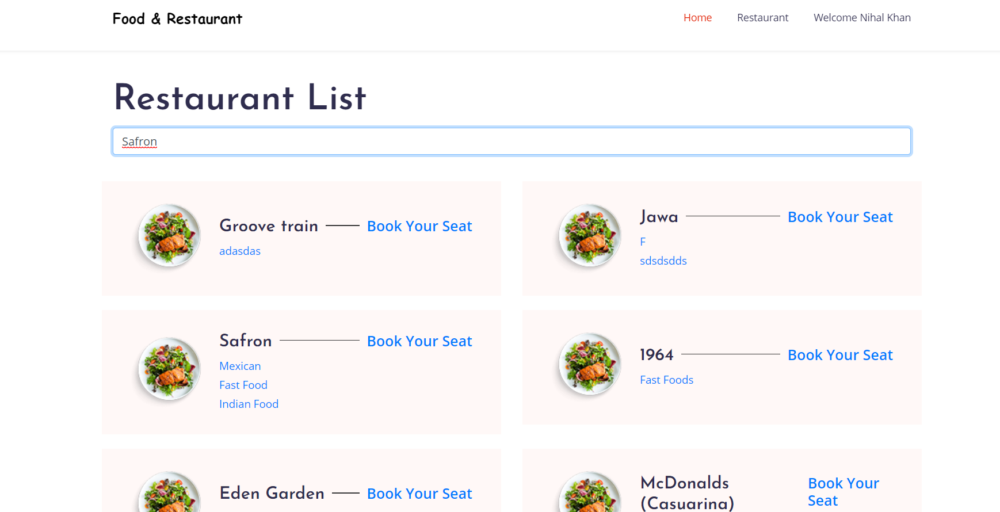 Food & Restaurant
Home
Restaurant
Welcome Nihal Khan
Restaurant List
Safron
Groove train
Book Your Seat
adasdas
Jawa
Book Your Seat
F
sdsdsdds
Safron
Book Your Seat
Mexican
Fast Food
Indian Food
1964
Book Your Seat
Fast Foods
Eden Garden
Book Your Seat
McDonalds
(Casuarina)
Book Your
Seat